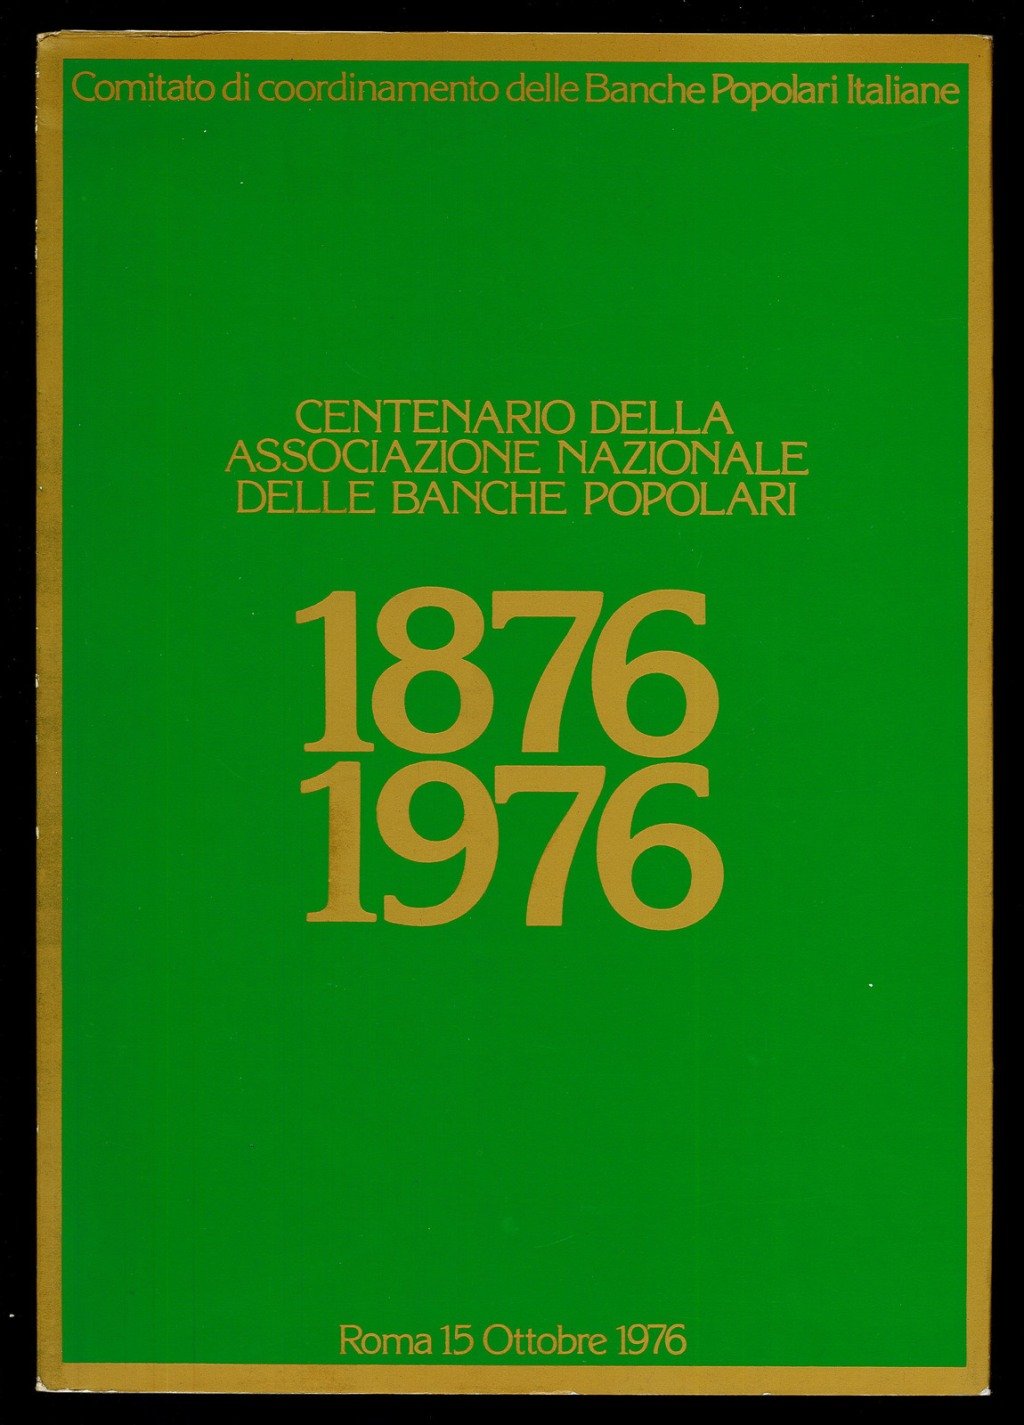 Comitato di coordinamento delle Banche Popolari Italiane
CENTENARIO DELLA
ASSOCIAZIONE NAZIONALE
DELLE BANCHE POPOLARI
1876
1976
Roma 15 Ottobre 1976